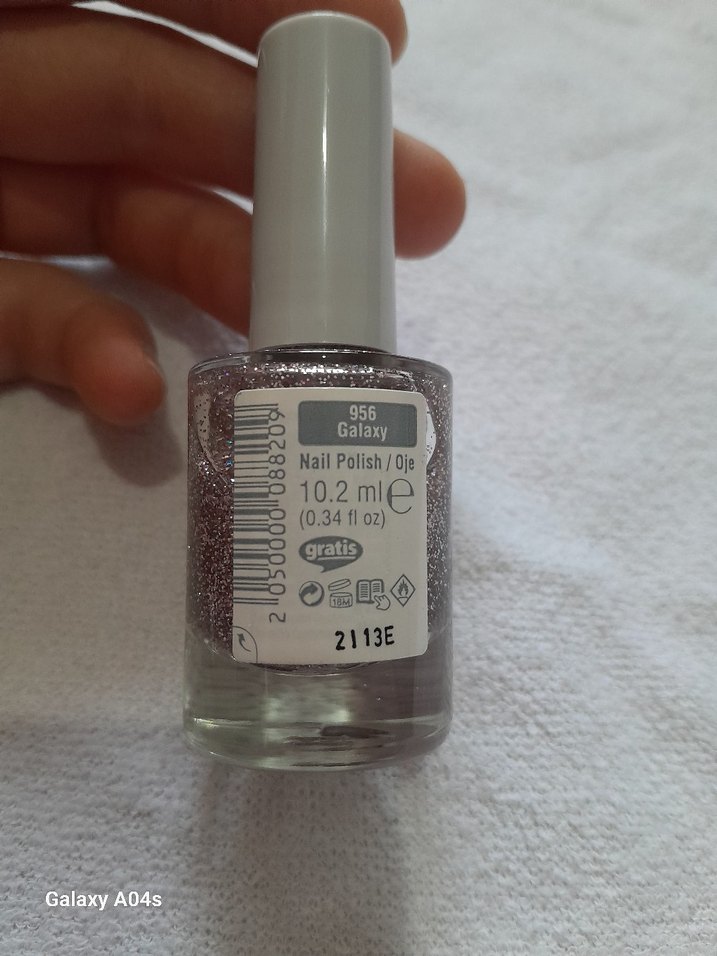 956
Galaxy
Nail Polish / Oje
10.2 ml e
(0.34 fl oz)
gratis
18M
2113E
2 050000 088209
Galaxy A04s